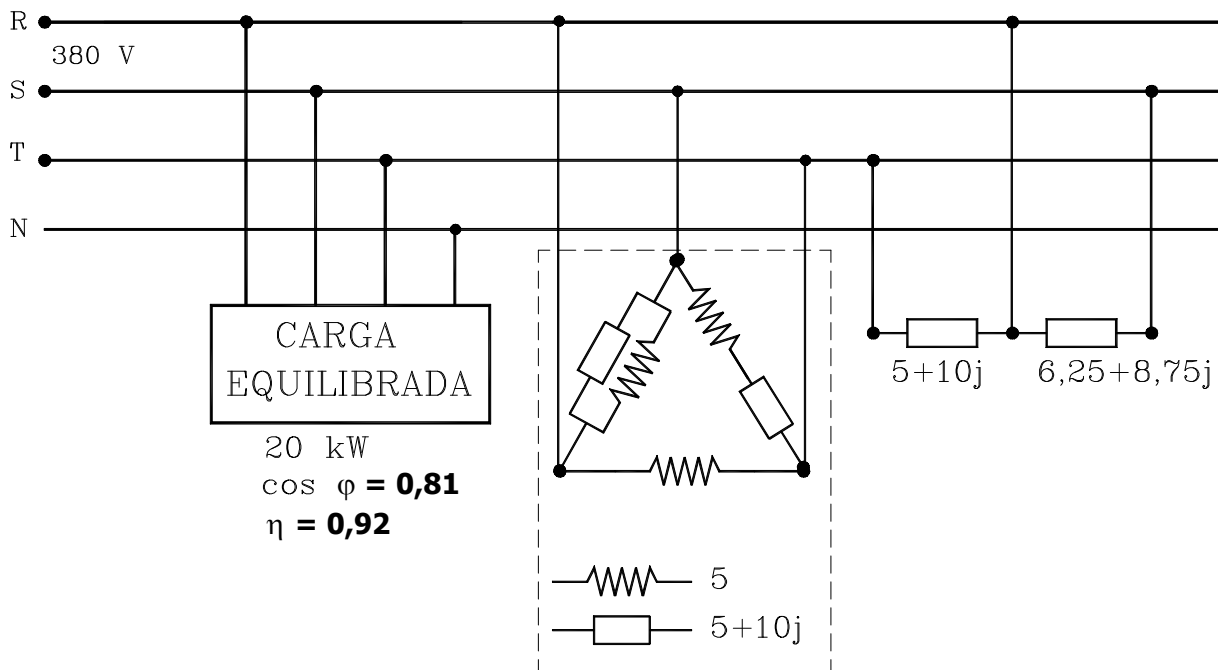 R
380 V
S
T
N
CARGA
EQUILIBRADA
20 kW
cos φ = 0,81
η = 0,92
5+10j
6,25+8,75j
5
5+10j